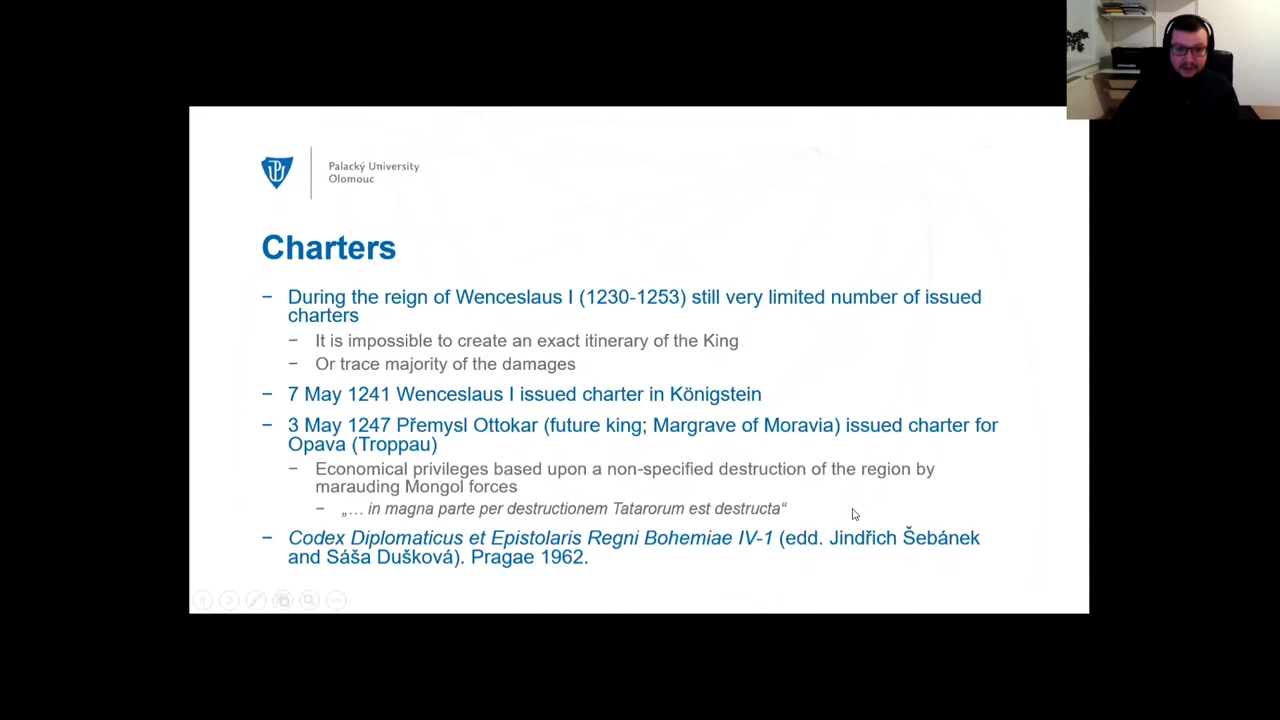 Palacký University
Olomouc
Charters
− During the reign of Wenceslaus I (1230-1253) still very limited number of issued
charters
− It is impossible to create an exact itinerary of the King
− Or trace majority of the damages
− 7 May 1241 Wenceslaus I issued charter in Königstein
− 3 May 1247 Přemysl Ottokar (future king; Margrave of Moravia) issued charter for
Opava (Troppau)
− Economical privileges based upon a non-specified destruction of the region by
marauding Mongol forces
− „… in magna parte per destructionem Tatarorum est destructa“
− Codex Diplomaticus et Epistolaris Regni Bohemiae IV-1 (edd. Jindřich Šebánek
and Sáša Dušková). Pragae 1962.